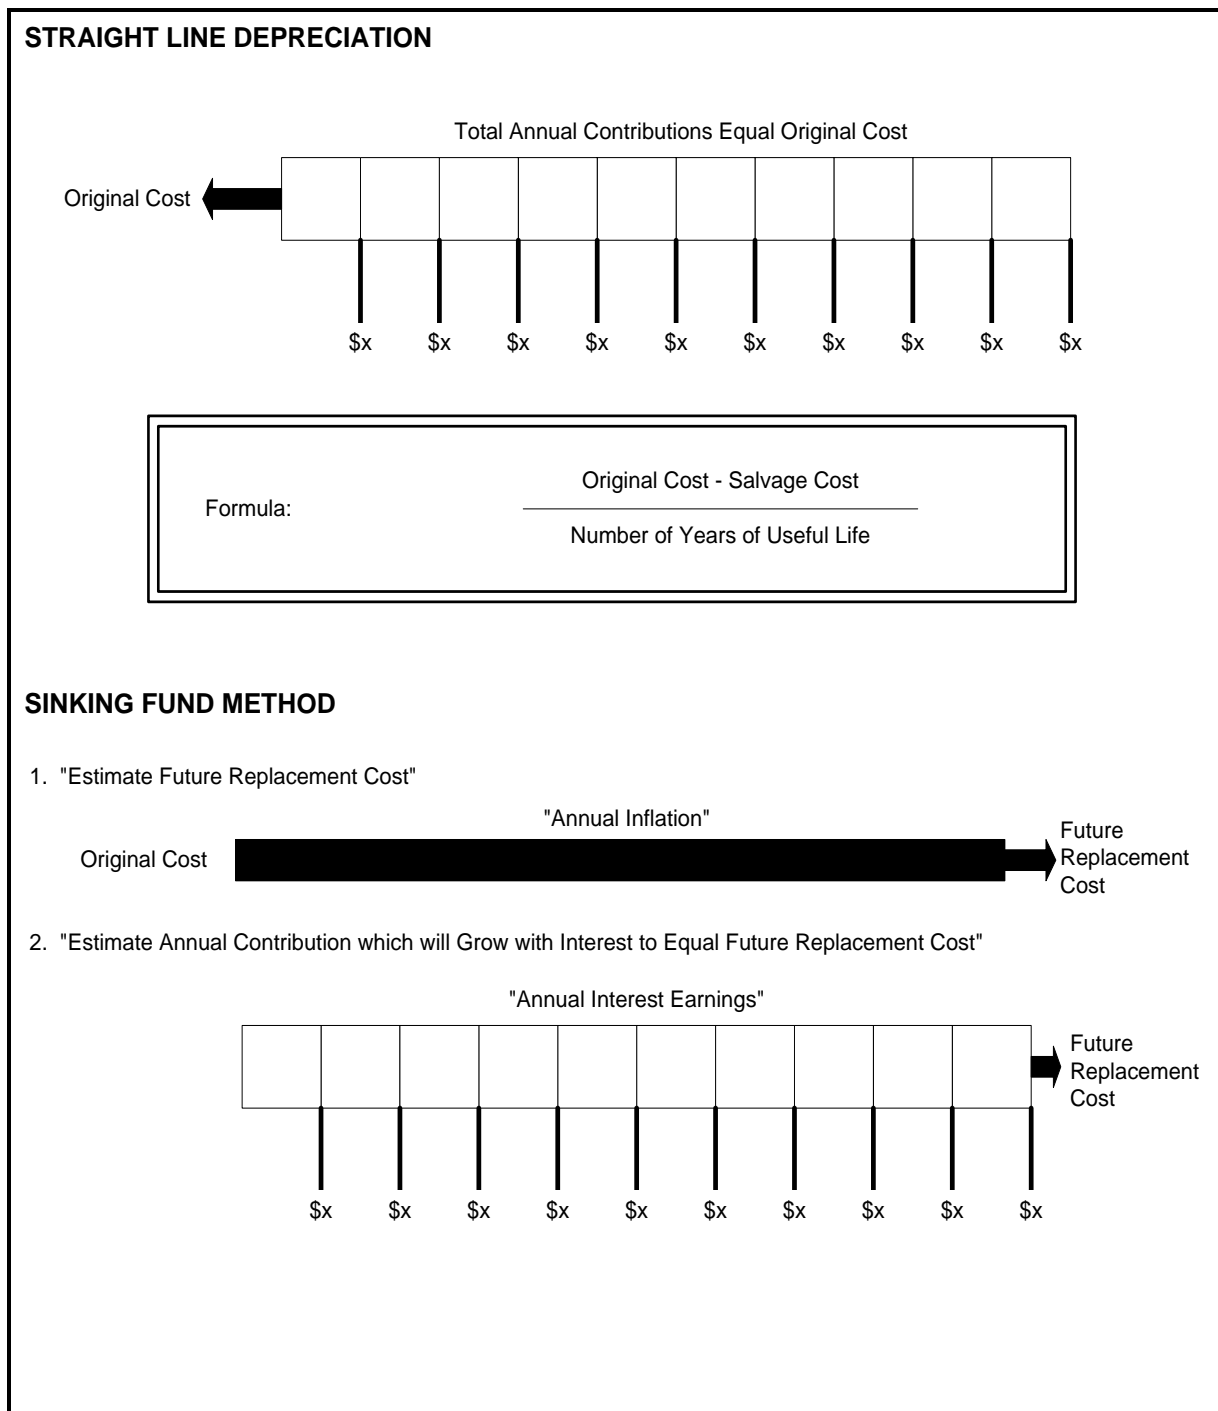 STRAIGHT LINE DEPRECIATION
Total Annual Contributions Equal Original Cost
Original Cost
$x $x $x $x $x $x $x $x $x $x
Formula:
Original Cost - Salvage Cost
Number of Years of Useful Life
SINKING FUND METHOD
1. "Estimate Future Replacement Cost"
"Annual Inflation"
Original Cost
Future
Replacement
Cost
2. "Estimate Annual Contribution which will Grow with Interest to Equal Future Replacement Cost"
"Annual Interest Earnings"
Future
Replacement
Cost
$x $x $x $x $x $x $x $x $x $x